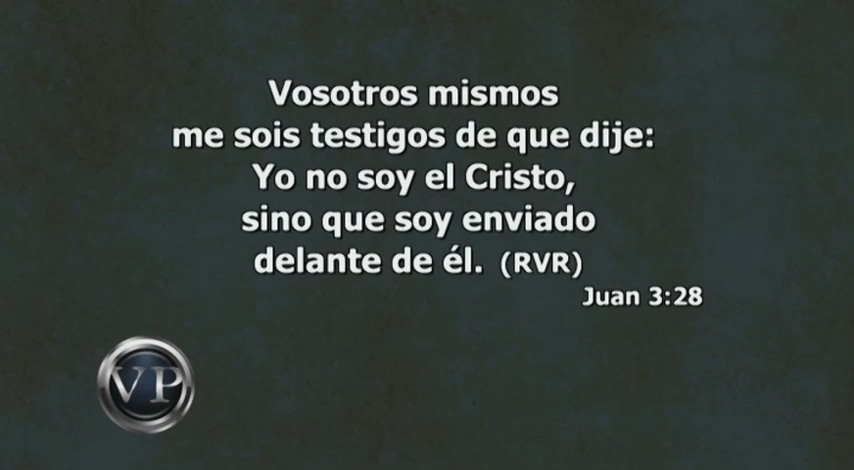 Vosotros mismos
me sois testigos de que dije:
Yo no soy el Cristo,
sino que soy enviado
delante de él. (RVR)
Juan 3:28
VP